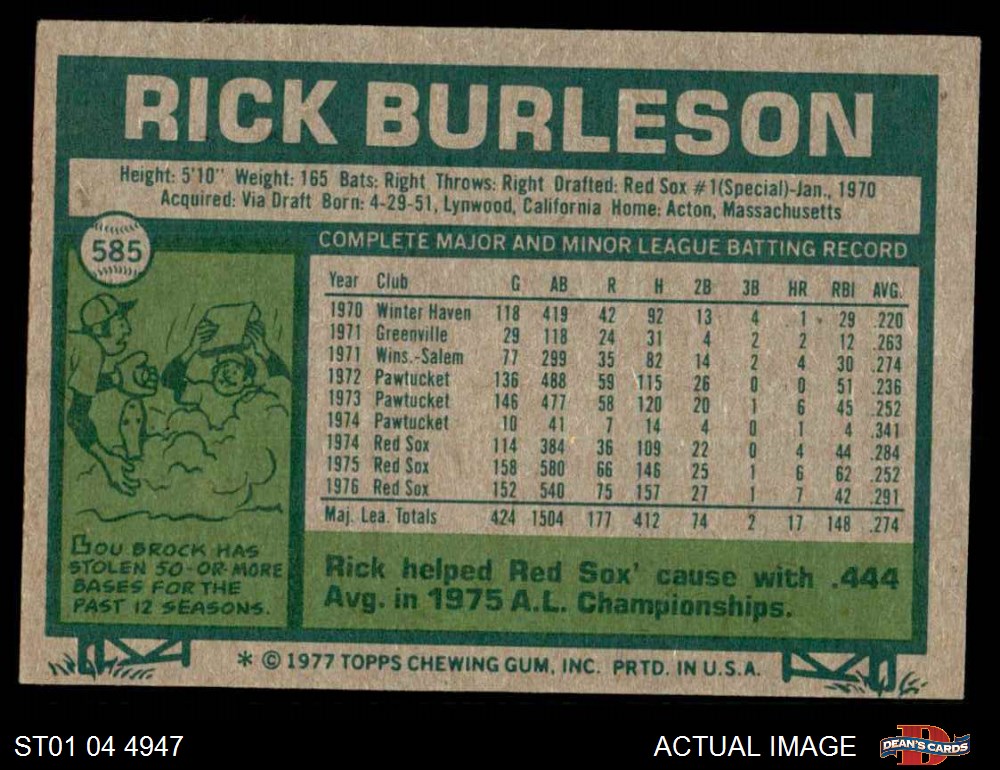 RICK BURLESON
Height: 5'10" Weight: 165 Bats: Right Throws: Right Drafted: Red Sox #1(Special)-Jan., 1970
Acquired: Via Draft Born: 4-29-51, Lynwood, California Home: Acton, Massachusetts
585
COMPLETE MAJOR AND MINOR LEAGUE BATTING RECORD
Year Club G AB R H 2B 3B HR RBI AVG.
1970 Winter Haven 118 419 42 92 13 4 1 29 .220
1971 Greenville 29 118 24 31 4 2 2 12 .263
1971 Wins.-Salem 77 299 35 82 14 2 4 30 .274
1972 Pawtucket 136 488 59 115 26 0 0 51 .236
1973 Pawtucket 146 477 58 120 20 1 6 45 .252
1974 Pawtucket 10 41 7 14 4 0 1 4 .341
1974 Red Sox 114 384 36 109 22 0 4 44 .284
1975 Red Sox 158 580 66 146 25 1 6 62 .252
1976 Red Sox 152 540 75 157 27 1 7 42 .291
Maj. Lea. Totals 424 1504 177 412 74 2 17 148 .274
LOU BROCK HAS
STOLEN 50-OR-MORE
BASES FOR THE
PAST 12 SEASONS.
Rick helped Red Sox' cause with .444
Avg. in 1975 A.L. Championships.
* © 1977 TOPPS CHEWING GUM, INC. PRTD. IN U.S.A.
ST01 04 4947
ACTUAL IMAGE
D
DEAN'S CARDS